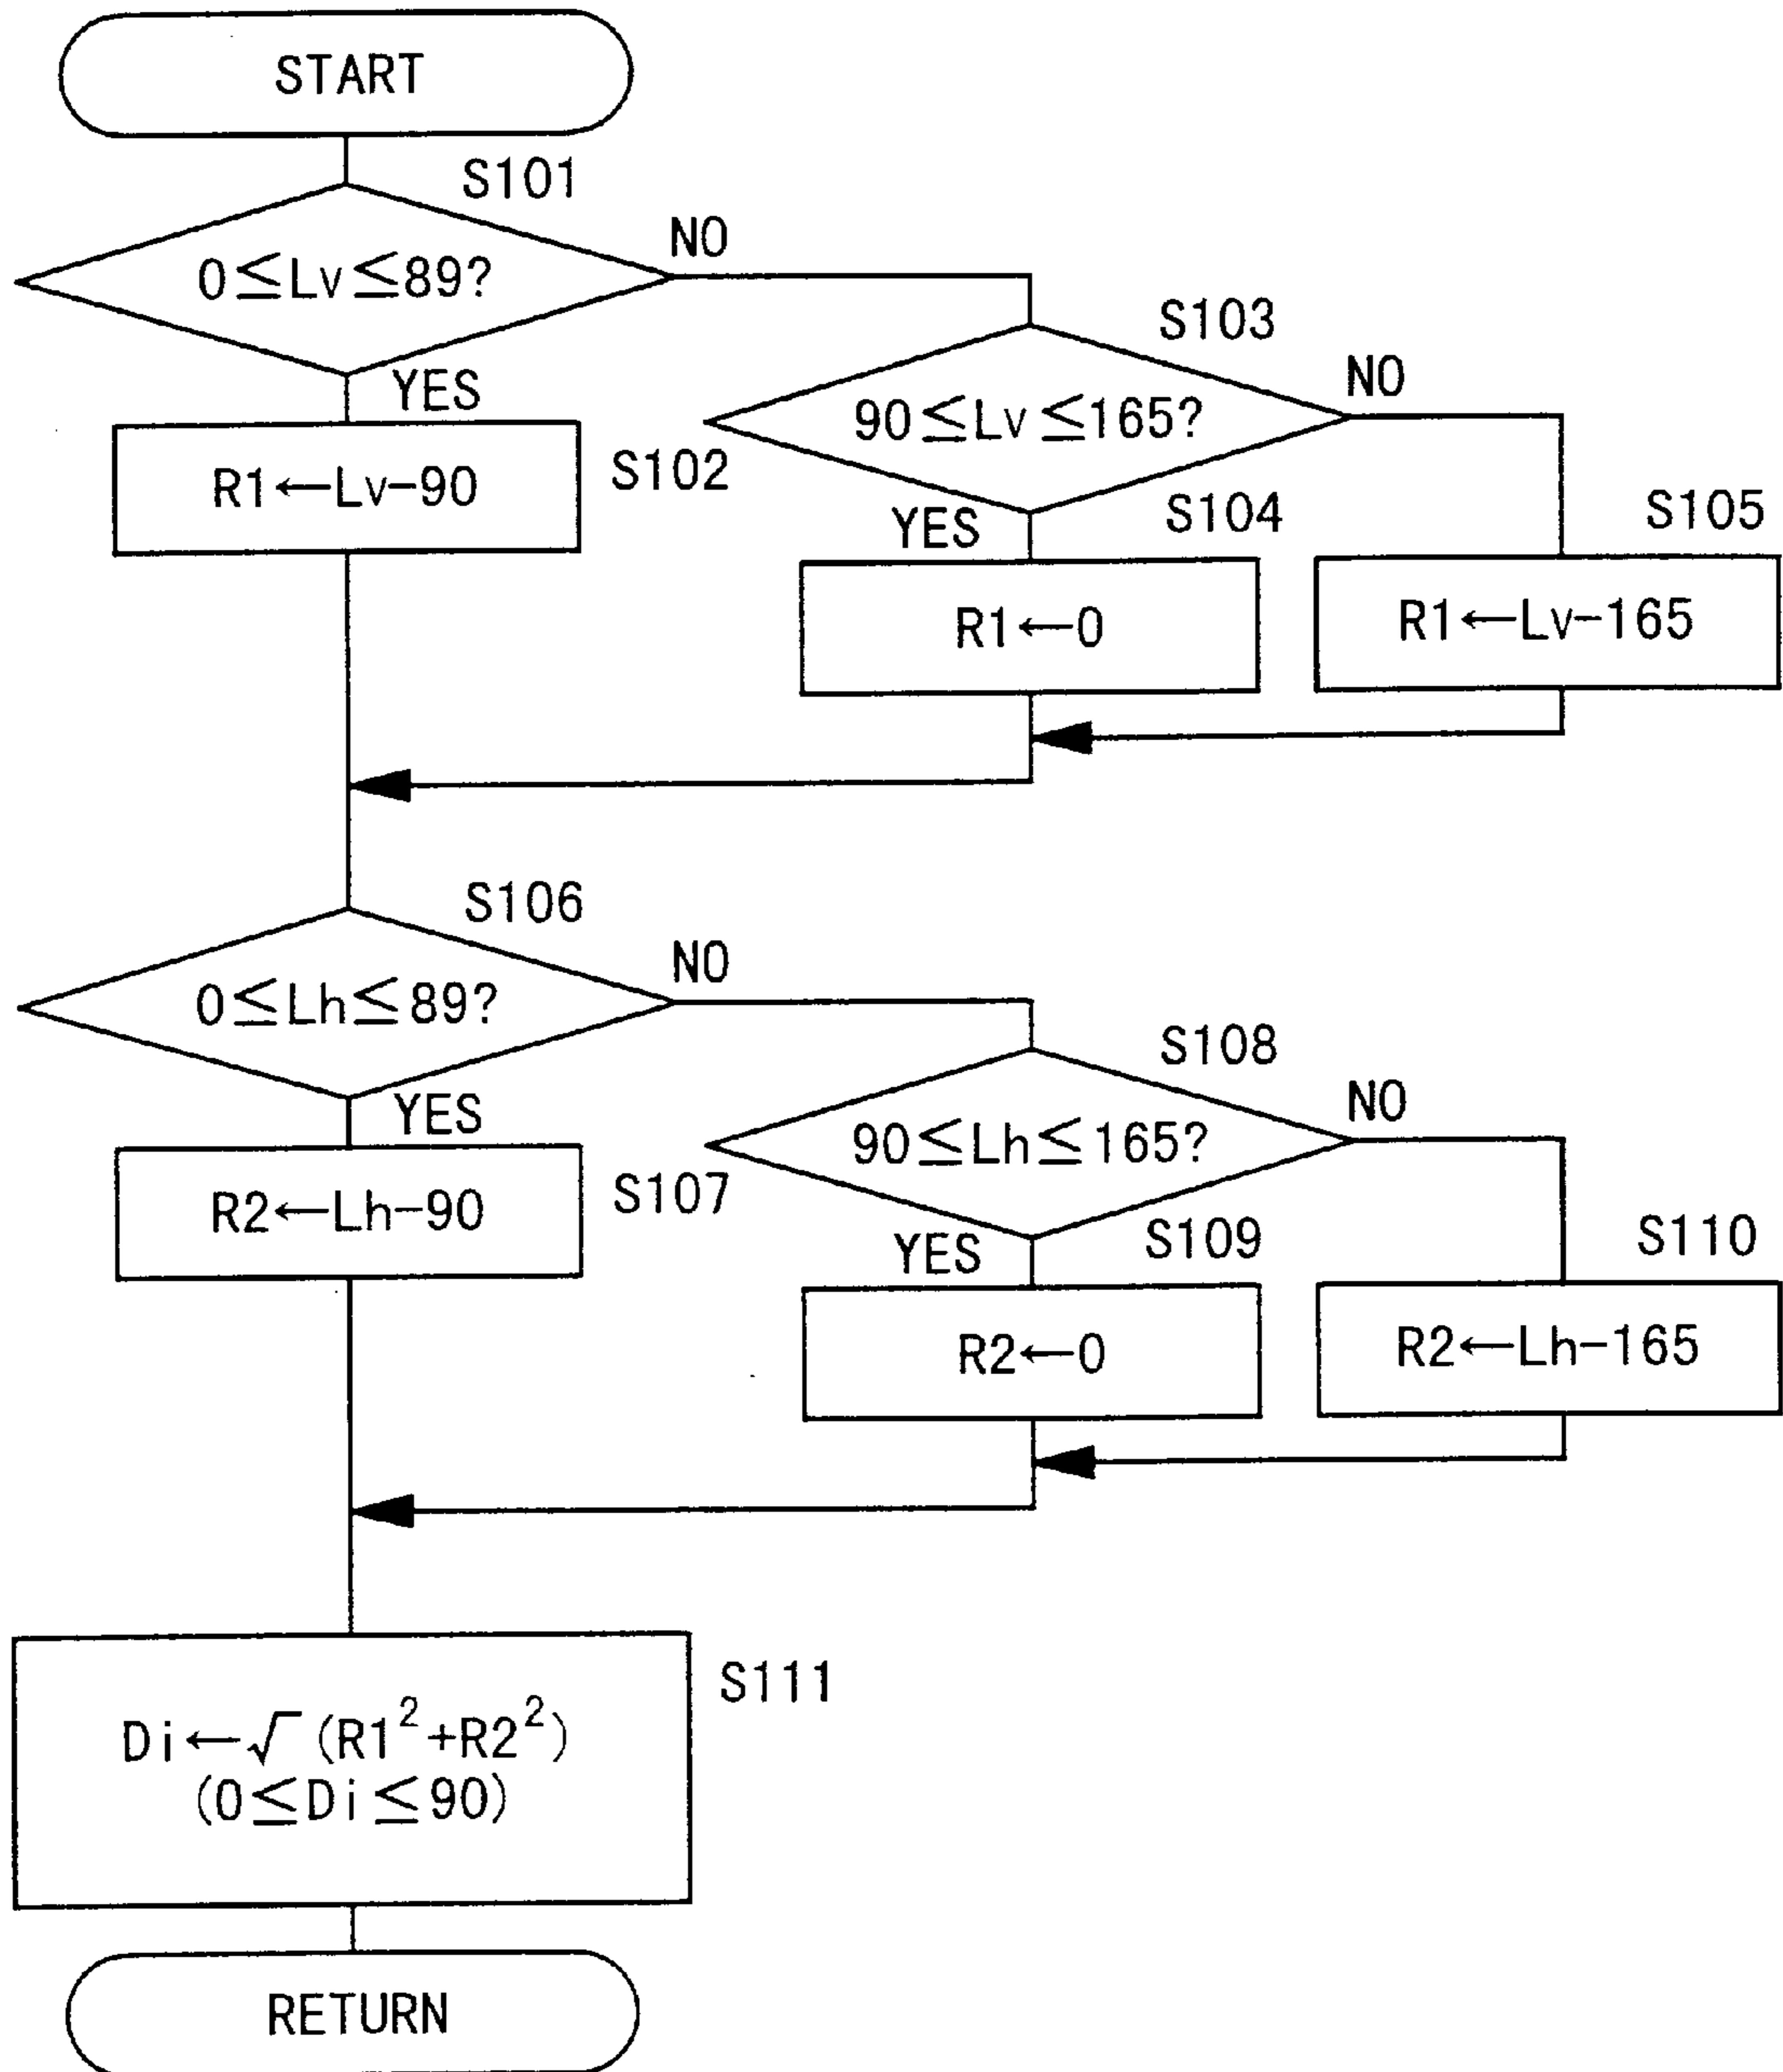 START
S101
0≦Lv≦89?
NO
YES
S103
90≦Lv≦165?
NO
R1←Lv-90
S102
YES
S104
S105
R1←0
R1←Lv-165
S106
0≦Lh≦89?
NO
YES
S108
90≦Lh≦165?
NO
R2←Lh-90
S107
YES
S109
S110
R2←0
R2←Lh-165
S111
Di←√(R1²+R2²)
(0≦Di≦90)
RETURN